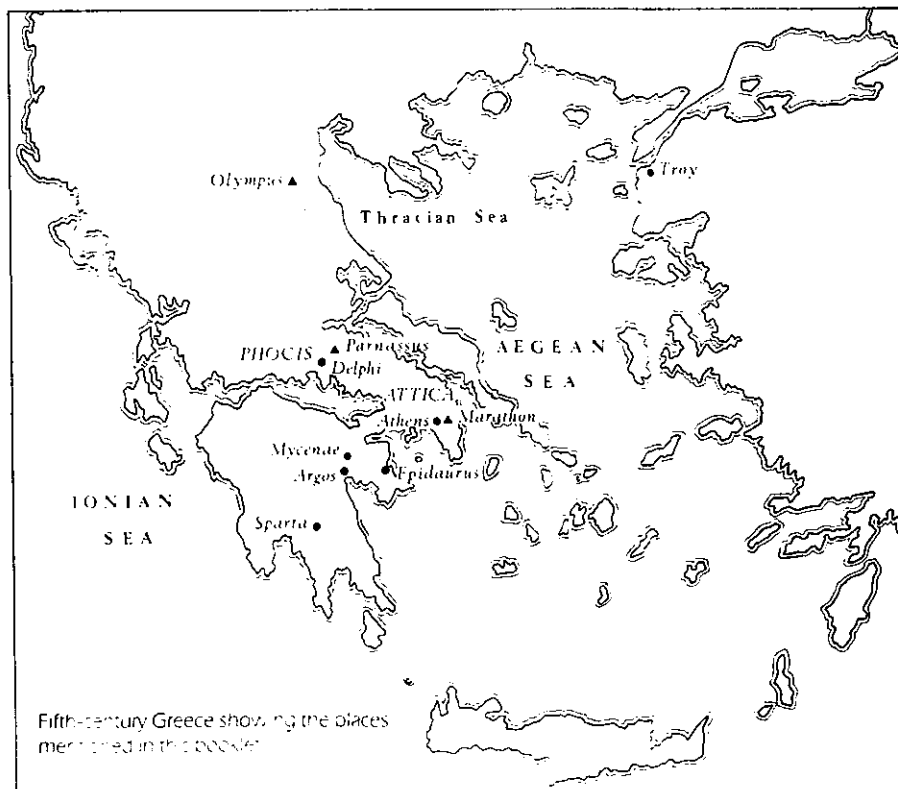 Olympus
Troy
Thracian Sea
PHOCIS
Parnassus
Delphi
AEGEAN
SEA
ATTICA
Athens
Marathon
Mycenae
Argos
Epidaurus
IONIAN
SEA
Sparta
Fifth-century Greece showing the places
mentioned in this booklet